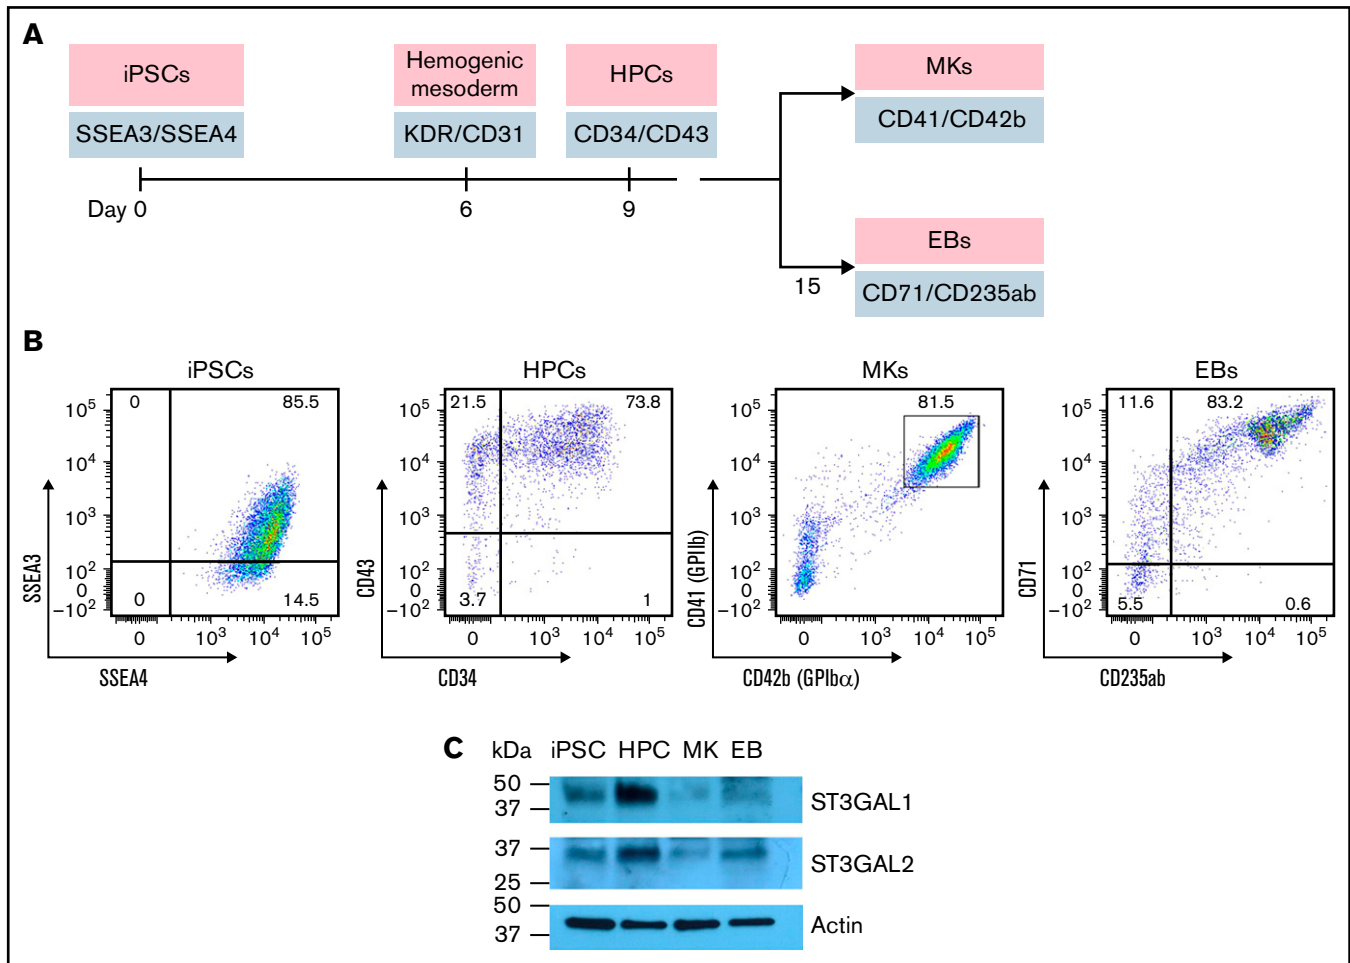 A
iPSCs
SSEA3/SSEA4
Hemogenic
mesoderm
KDR/CD31
HPCs
CD34/CD43
MKs
CD41/CD42b
EBs
CD71/CD235ab
Day 0
6
9
15
B
iPSCs
0
85.5
10⁵
10⁴
10³
10²
0
−10²
0
14.5
0
10³
10⁴
10⁵
SSEA3
SSEA4
HPCs
21.5
73.8
10⁵
10⁴
10³
10²
0
−10²
3.7
1
0
10³
10⁴
10⁵
CD43
CD34
MKs
81.5
10⁵
10⁴
10³
10²
0
−10²
0
10³
10⁴
10⁵
CD41 (GPIIb)
CD42b (GPIbα)
EBs
11.6
83.2
10⁵
10⁴
10³
10²
0
−10²
5.5
0.6
0
10³
10⁴
10⁵
CD71
CD235ab
C
kDa iPSC HPC MK EB
50
37
ST3GAL1
37
25
ST3GAL2
50
37
Actin